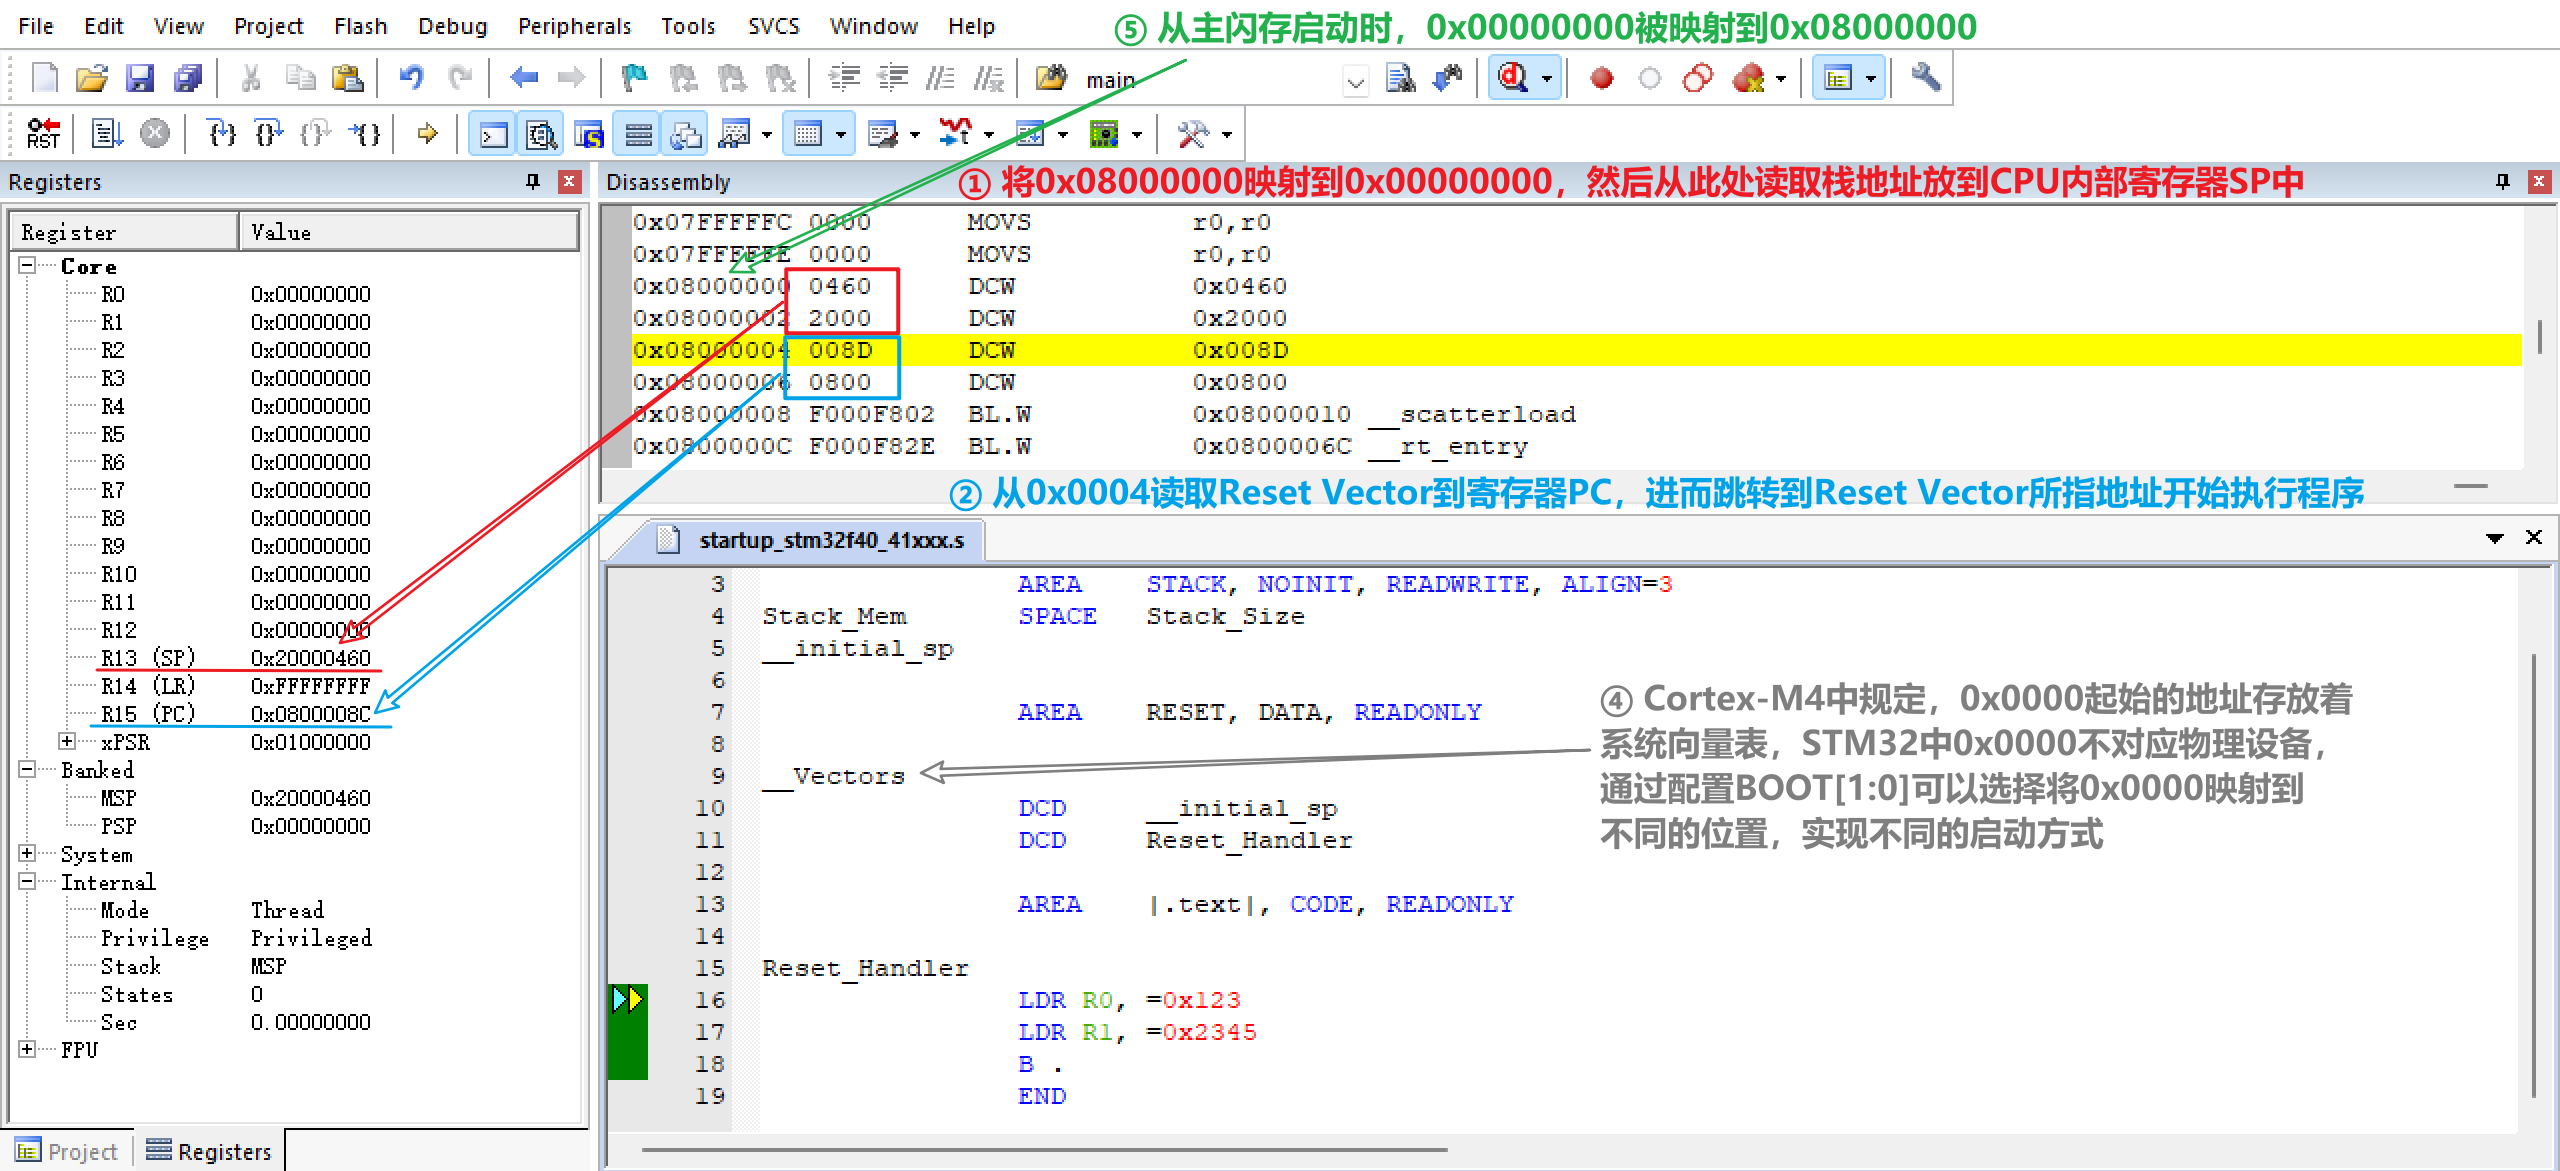 File Edit View Project Flash Debug Peripherals Tools SVCS Window Help
⑤ 从主闪存启动时，0x00000000被映射到0x08000000
main
RST
Registers
Register Value
Core
R0 0x00000000
R1 0x00000000
R2 0x00000000
R3 0x00000000
R4 0x00000000
R5 0x00000000
R6 0x00000000
R7 0x00000000
R8 0x00000000
R9 0x00000000
R10 0x00000000
R11 0x00000000
R12 0x00000000
R13 (SP) 0x20000460
R14 (LR) 0xFFFFFFFF
R15 (PC) 0x0800008C
xPSR 0x01000000
Banked
MSP 0x20000460
PSP 0x00000000
System
Internal
Mode Thread
Privilege Privileged
Stack MSP
States 0
Sec 0.00000000
FPU
Project Registers
Disassembly
① 将0x08000000映射到0x00000000，然后从此处读取栈地址放到CPU内部寄存器SP中
0x07FFFFFC 0000 MOVS r0,r0
0x07FFFFFE 0000 MOVS r0,r0
0x08000000 0460 DCW 0x0460
0x08000002 2000 DCW 0x2000
0x08000004 008D DCW 0x008D
0x08000006 0800 DCW 0x0800
0x08000008 F000F802 BL.W 0x08000010 __scatterload
0x0800000C F000F82E BL.W 0x0800006C __rt_entry
② 从0x0004读取Reset Vector到寄存器PC，进而跳转到Reset Vector所指地址开始执行程序
startup_stm32f40_41xxx.s
3 AREA STACK, NOINIT, READWRITE, ALIGN=3
4 Stack_Mem SPACE Stack_Size
5 __initial_sp
6
7 AREA RESET, DATA, READONLY
8
9 __Vectors
10 DCD __initial_sp
11 DCD Reset_Handler
12
13 AREA |.text|, CODE, READONLY
14
15 Reset_Handler
16 LDR R0, =0x123
17 LDR R1, =0x2345
18 B .
19 END
④ Cortex-M4中规定，0x0000起始的地址存放着
系统向量表，STM32中0x0000不对应物理设备，
通过配置BOOT[1:0]可以选择将0x0000映射到
不同的位置，实现不同的启动方式